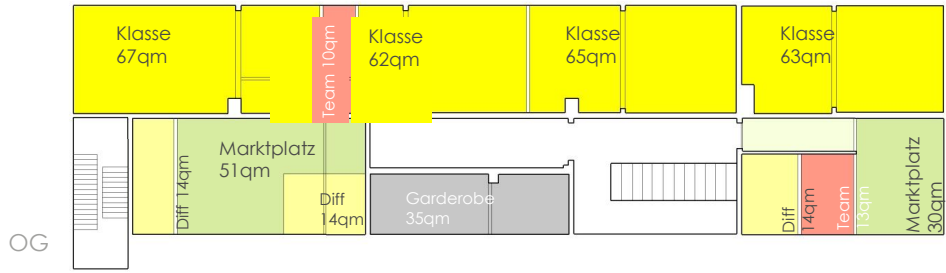 Klasse
67qm
Team 10qm
Klasse
62qm
Klasse
65qm
Klasse
63qm
Diff 14qm
Marktplatz
51qm
Diff
14qm
Garderobe
35qm
Diff
14qm
Team
13qm
Marktplatz
30qm
OG